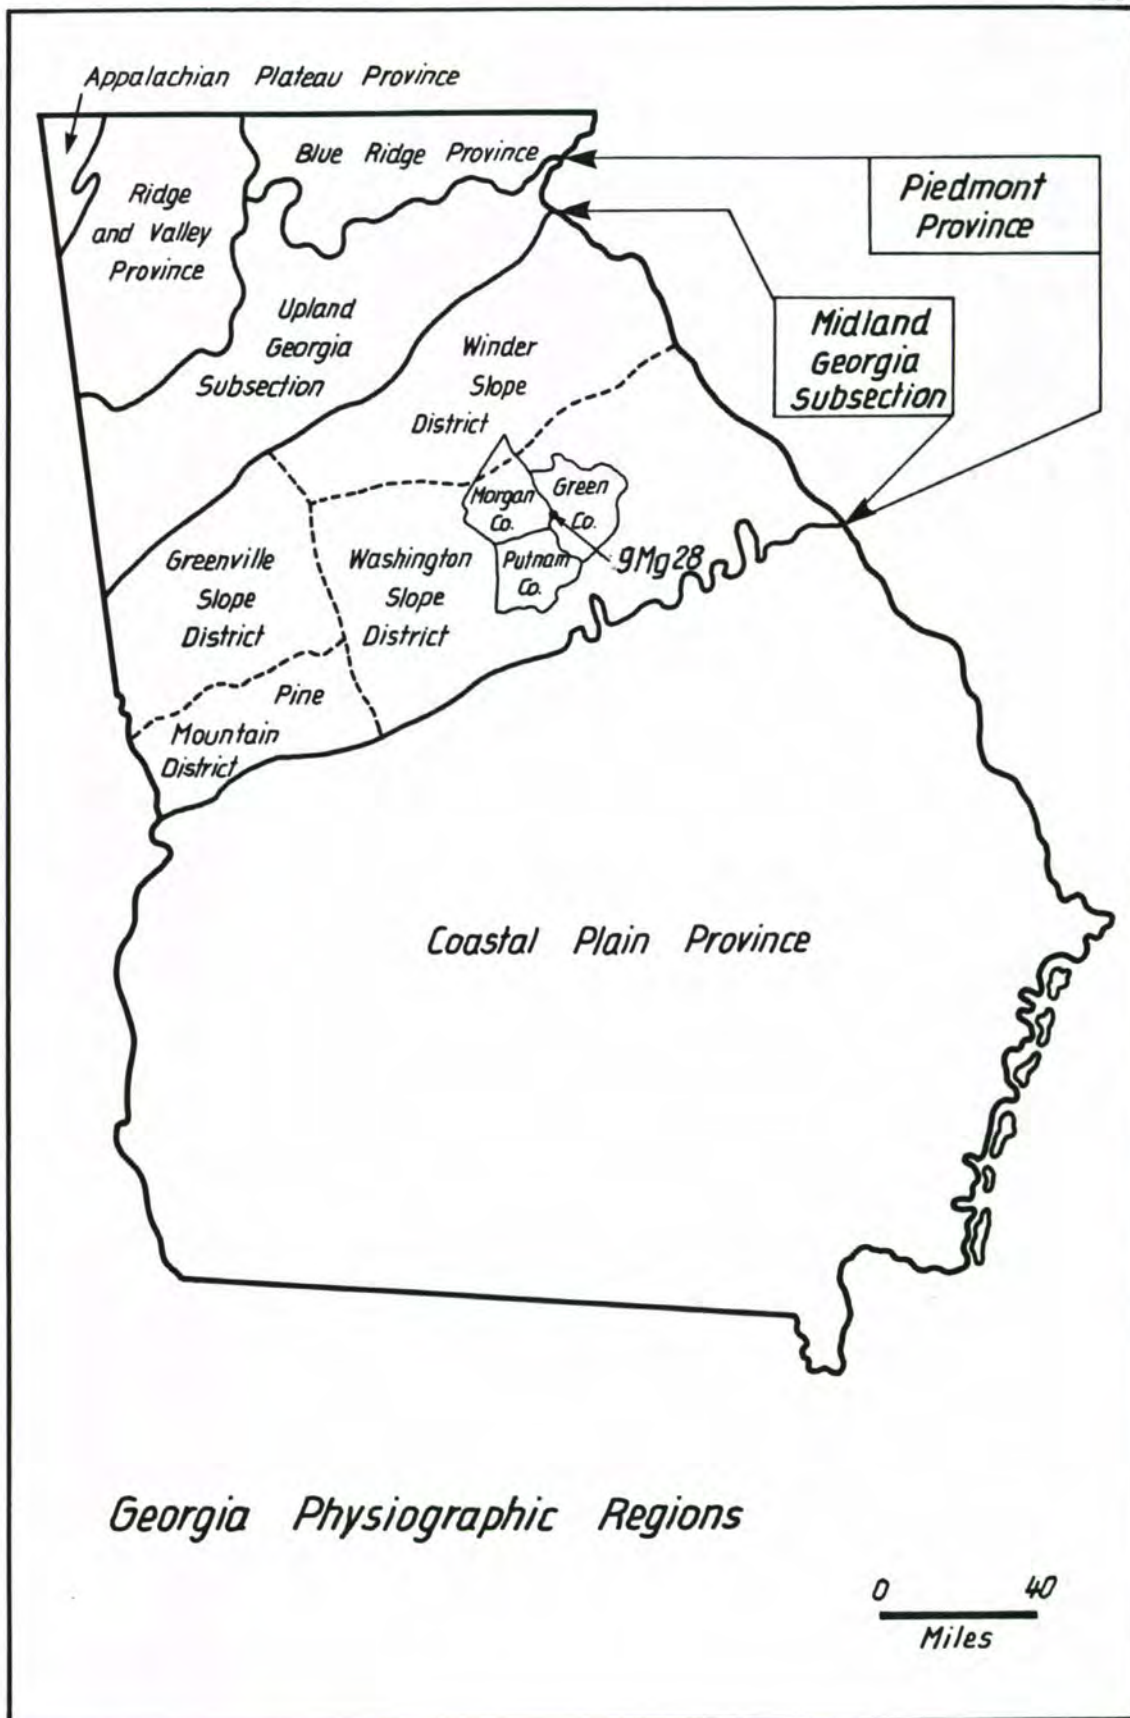 Appalachian Plateau Province
Blue Ridge Province
Ridge
and Valley
Province
Piedmont
Province
Upland
Georgia
Subsection
Midland
Georgia
Subsection
Winder
Slope
District
Morgan
Co.
Green
Co.
Putnam
Co.
9Mg28
Greenville
Slope
District
Washington
Slope
District
Pine
Mountain
District
Coastal Plain Province
Georgia Physiographic Regions
0 40
Miles